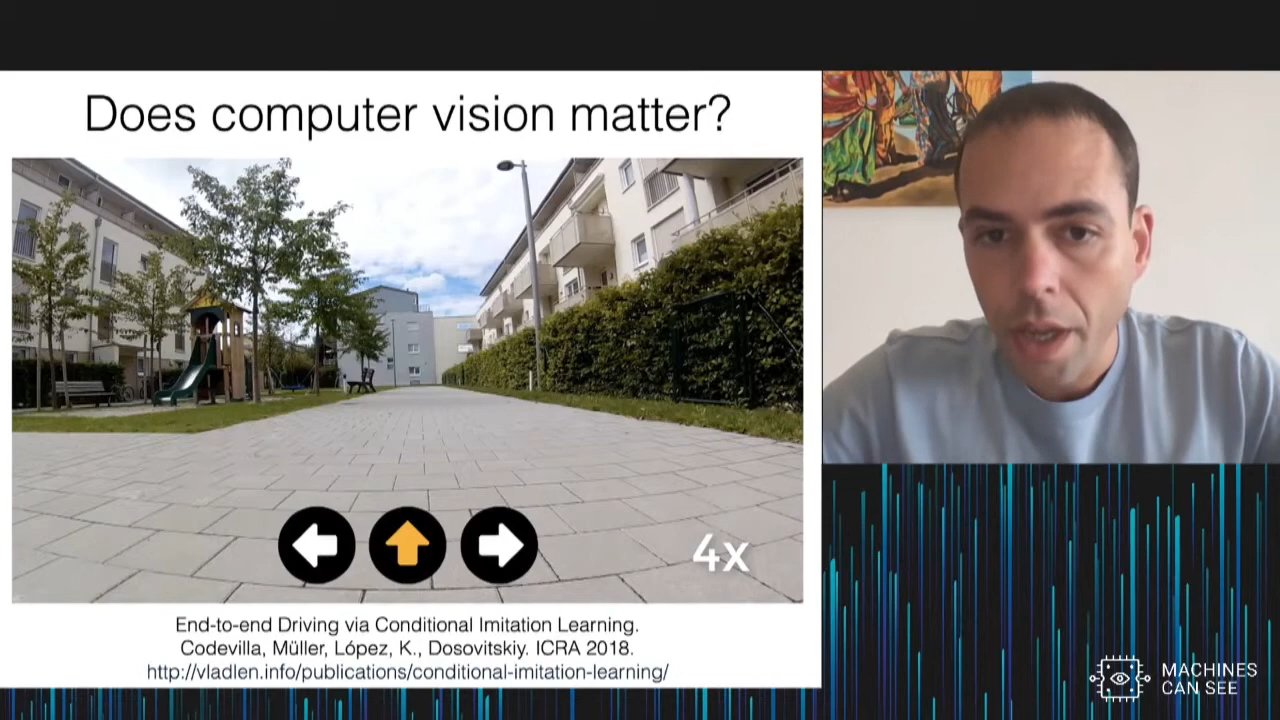 Does computer vision matter?
4x
End-to-end Driving via Conditional Imitation Learning.
Codevilla, Müller, López, K., Dosovitskiy. ICRA 2018.
http://vladlen.info/publications/conditional-imitation-learning/
MACHINES
CAN SEE